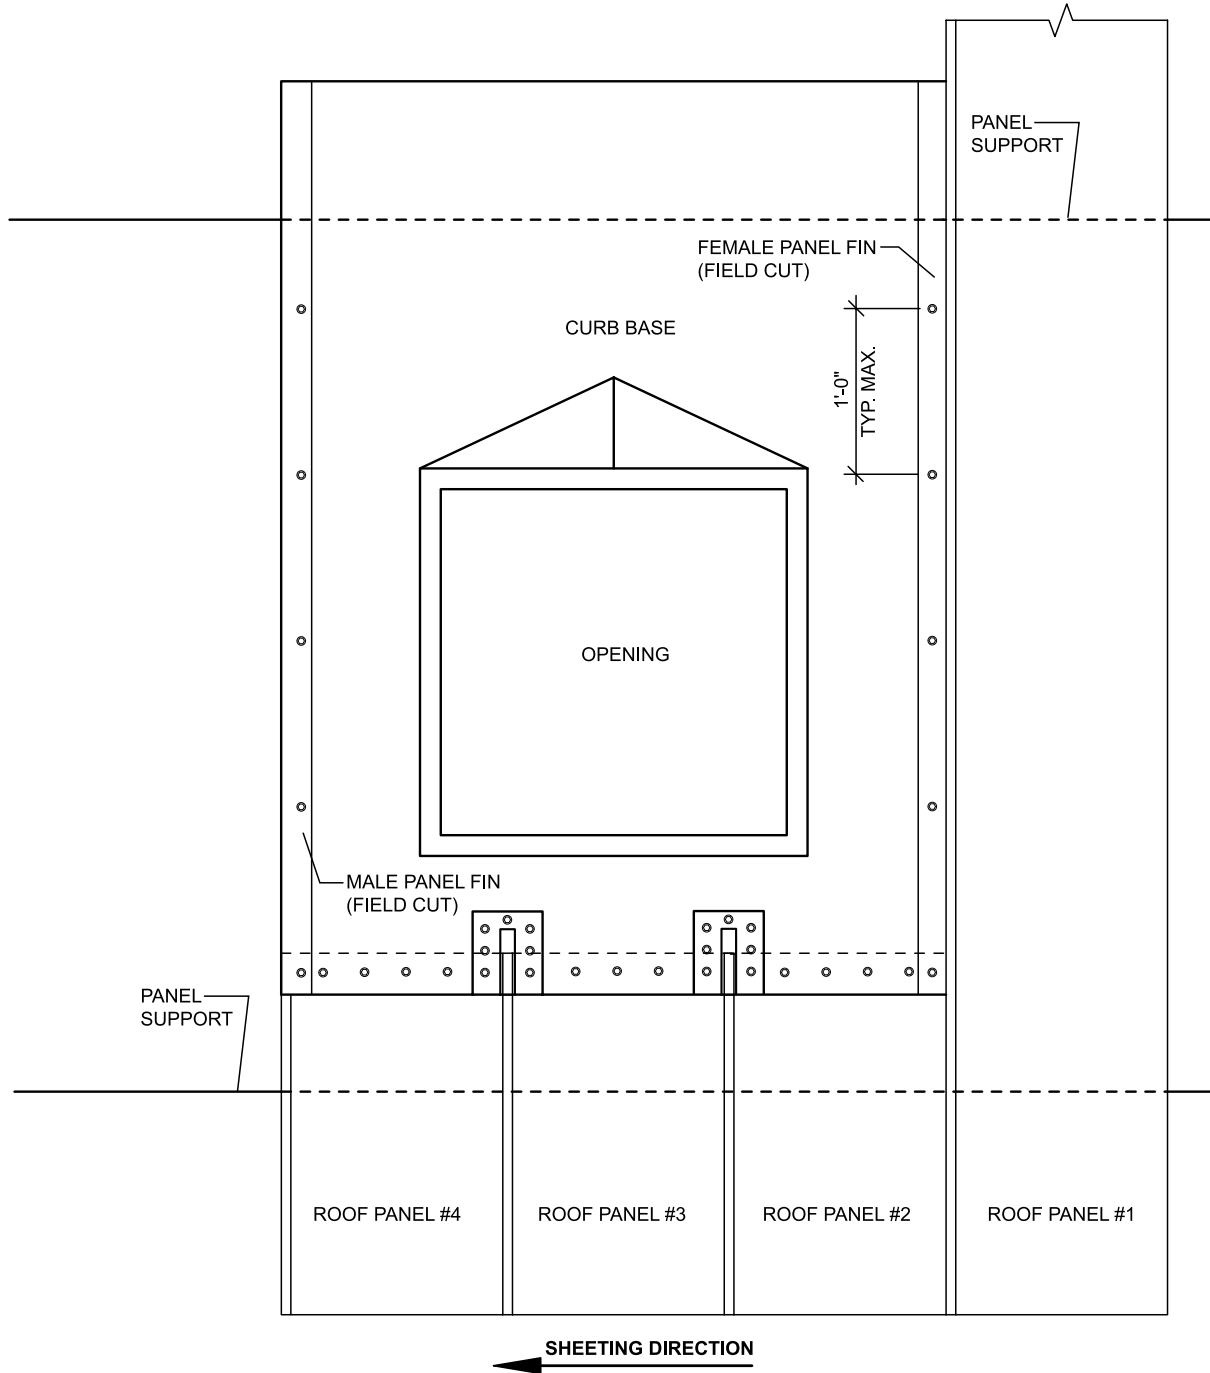 PANEL
SUPPORT
FEMALE PANEL FIN
(FIELD CUT)
CURB BASE
1'-0"
TYP. MAX.
OPENING
MALE PANEL FIN
(FIELD CUT)
PANEL
SUPPORT
ROOF PANEL #4
ROOF PANEL #3
ROOF PANEL #2
ROOF PANEL #1
SHEETING DIRECTION